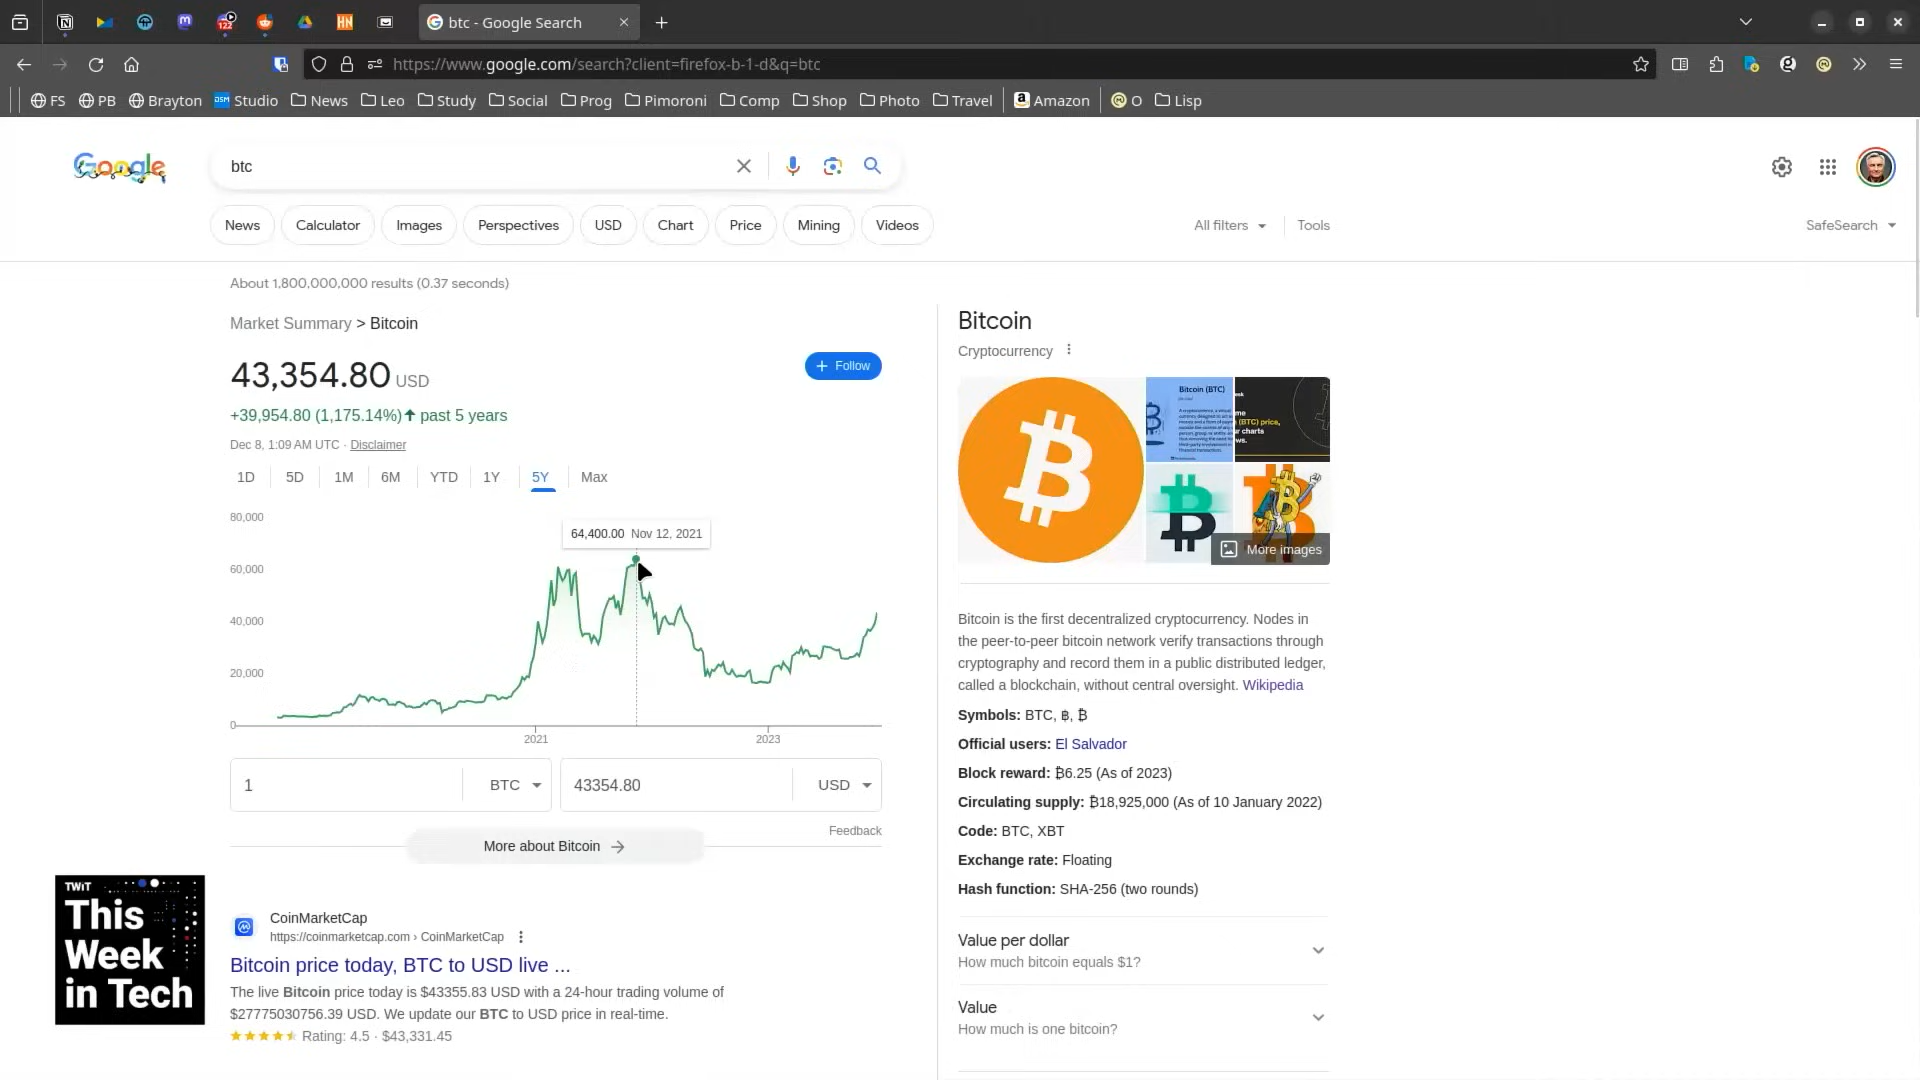 122
HN
btc - Google Search
https://www.google.com/search?client=firefox-b-1-d&q=btc
FS PB Brayton DSM Studio News Leo Study Social Prog Pimoroni Comp Shop Photo Travel Amazon O Lisp
Google
btc
News Calculator Images Perspectives USD Chart Price Mining Videos All filters Tools SafeSearch
About 1,800,000,000 results (0.37 seconds)
Market Summary > Bitcoin
43,354.80 USD
Follow
+39,954.80 (1,175.14%) past 5 years
Dec 8, 1:09 AM UTC · Disclaimer
1D 5D 1M 6M YTD 1Y 5Y Max
80,000
64,400.00 Nov 12, 2021
60,000
40,000
20,000
0
2021 2023
1 BTC 43354.80 USD
Feedback
More about Bitcoin
TWiT
This
Week
in Tech
CoinMarketCap
https://coinmarketcap.com › CoinMarketCap
Bitcoin price today, BTC to USD live ...
The live Bitcoin price today is $43355.83 USD with a 24-hour trading volume of
$27775030756.39 USD. We update our BTC to USD price in real-time.
Rating: 4.5 · $43,331.45
Bitcoin
Cryptocurrency
Bitcoin (BTC)
(BTC) price,
More images
Bitcoin is the first decentralized cryptocurrency. Nodes in
the peer-to-peer bitcoin network verify transactions through
cryptography and record them in a public distributed ledger,
called a blockchain, without central oversight. Wikipedia
Symbols: BTC, ฿, ₿
Official users: El Salvador
Block reward: ₿6.25 (As of 2023)
Circulating supply: ₿18,925,000 (As of 10 January 2022)
Code: BTC, XBT
Exchange rate: Floating
Hash function: SHA-256 (two rounds)
Value per dollar
How much bitcoin equals $1?
Value
How much is one bitcoin?